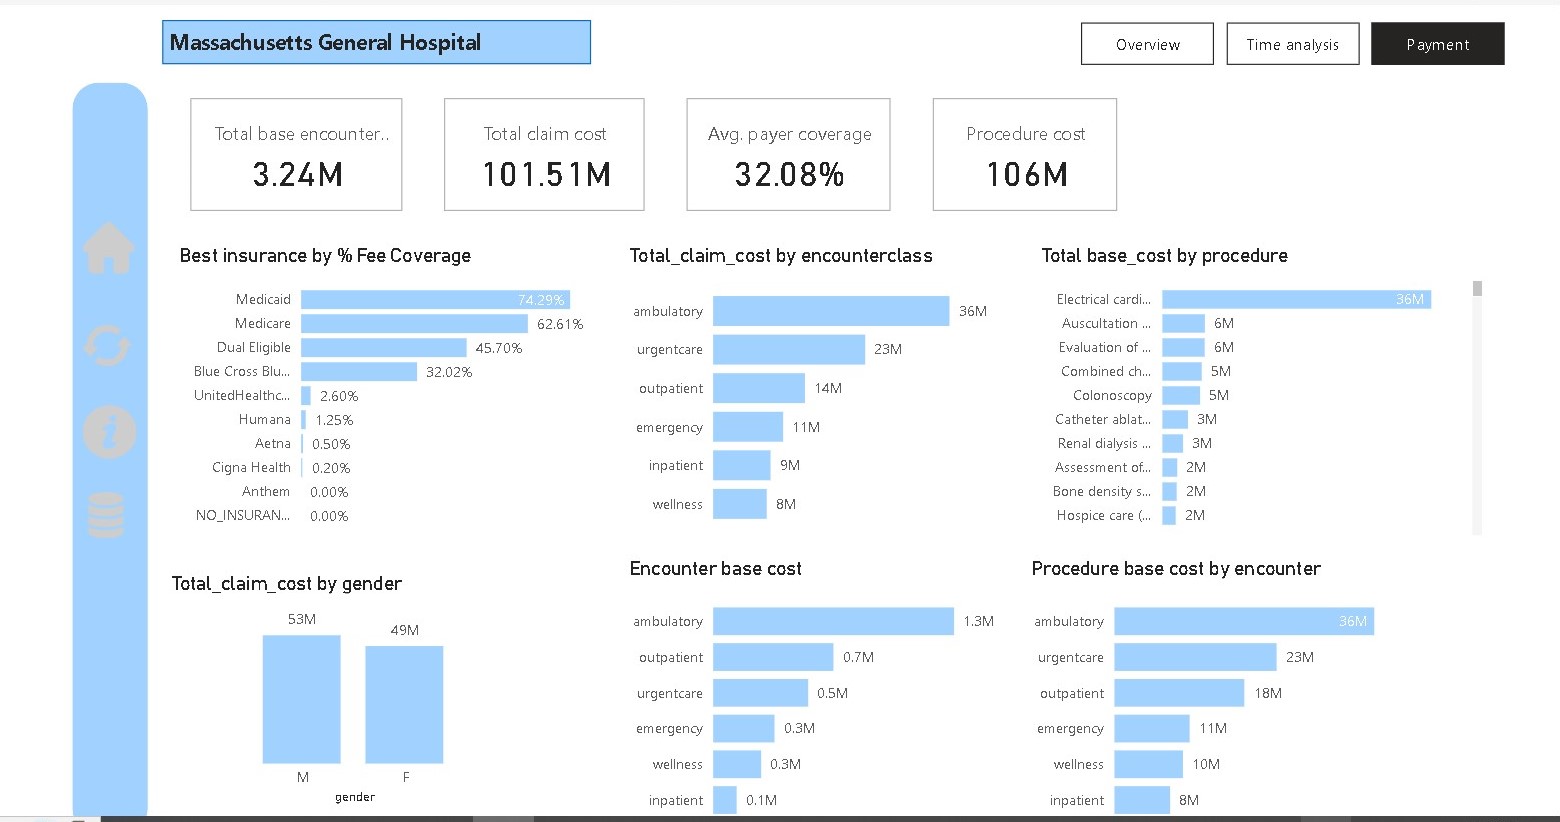 Massachusetts General Hospital
Overview
Time analysis
Payment
Total base encounter..
3.24M
Total claim cost
101.51M
Avg. payer coverage
32.08%
Procedure cost
106M
Best insurance by % Fee Coverage
Medicaid 74.29%
Medicare 62.61%
Dual Eligible 45.70%
Blue Cross Blu... 32.02%
UnitedHealthc... 2.60%
Humana 1.25%
Aetna 0.50%
Cigna Health 0.20%
Anthem 0.00%
NO_INSURAN... 0.00%
Total_claim_cost by encounterclass
ambulatory 36M
urgentcare 23M
outpatient 14M
emergency 11M
inpatient 9M
wellness 8M
Total base_cost by procedure
Electrical cardi... 36M
Auscultation ... 6M
Evaluation of ... 6M
Combined ch... 5M
Colonoscopy 5M
Catheter ablat... 3M
Renal dialysis ... 3M
Assessment of... 2M
Bone density s... 2M
Hospice care (... 2M
Total_claim_cost by gender
53M
49M
M
F
gender
Encounter base cost
ambulatory 1.3M
outpatient 0.7M
urgentcare 0.5M
emergency 0.3M
wellness 0.3M
inpatient 0.1M
Procedure base cost by encounter
ambulatory 36M
urgentcare 23M
outpatient 18M
emergency 11M
wellness 10M
inpatient 8M